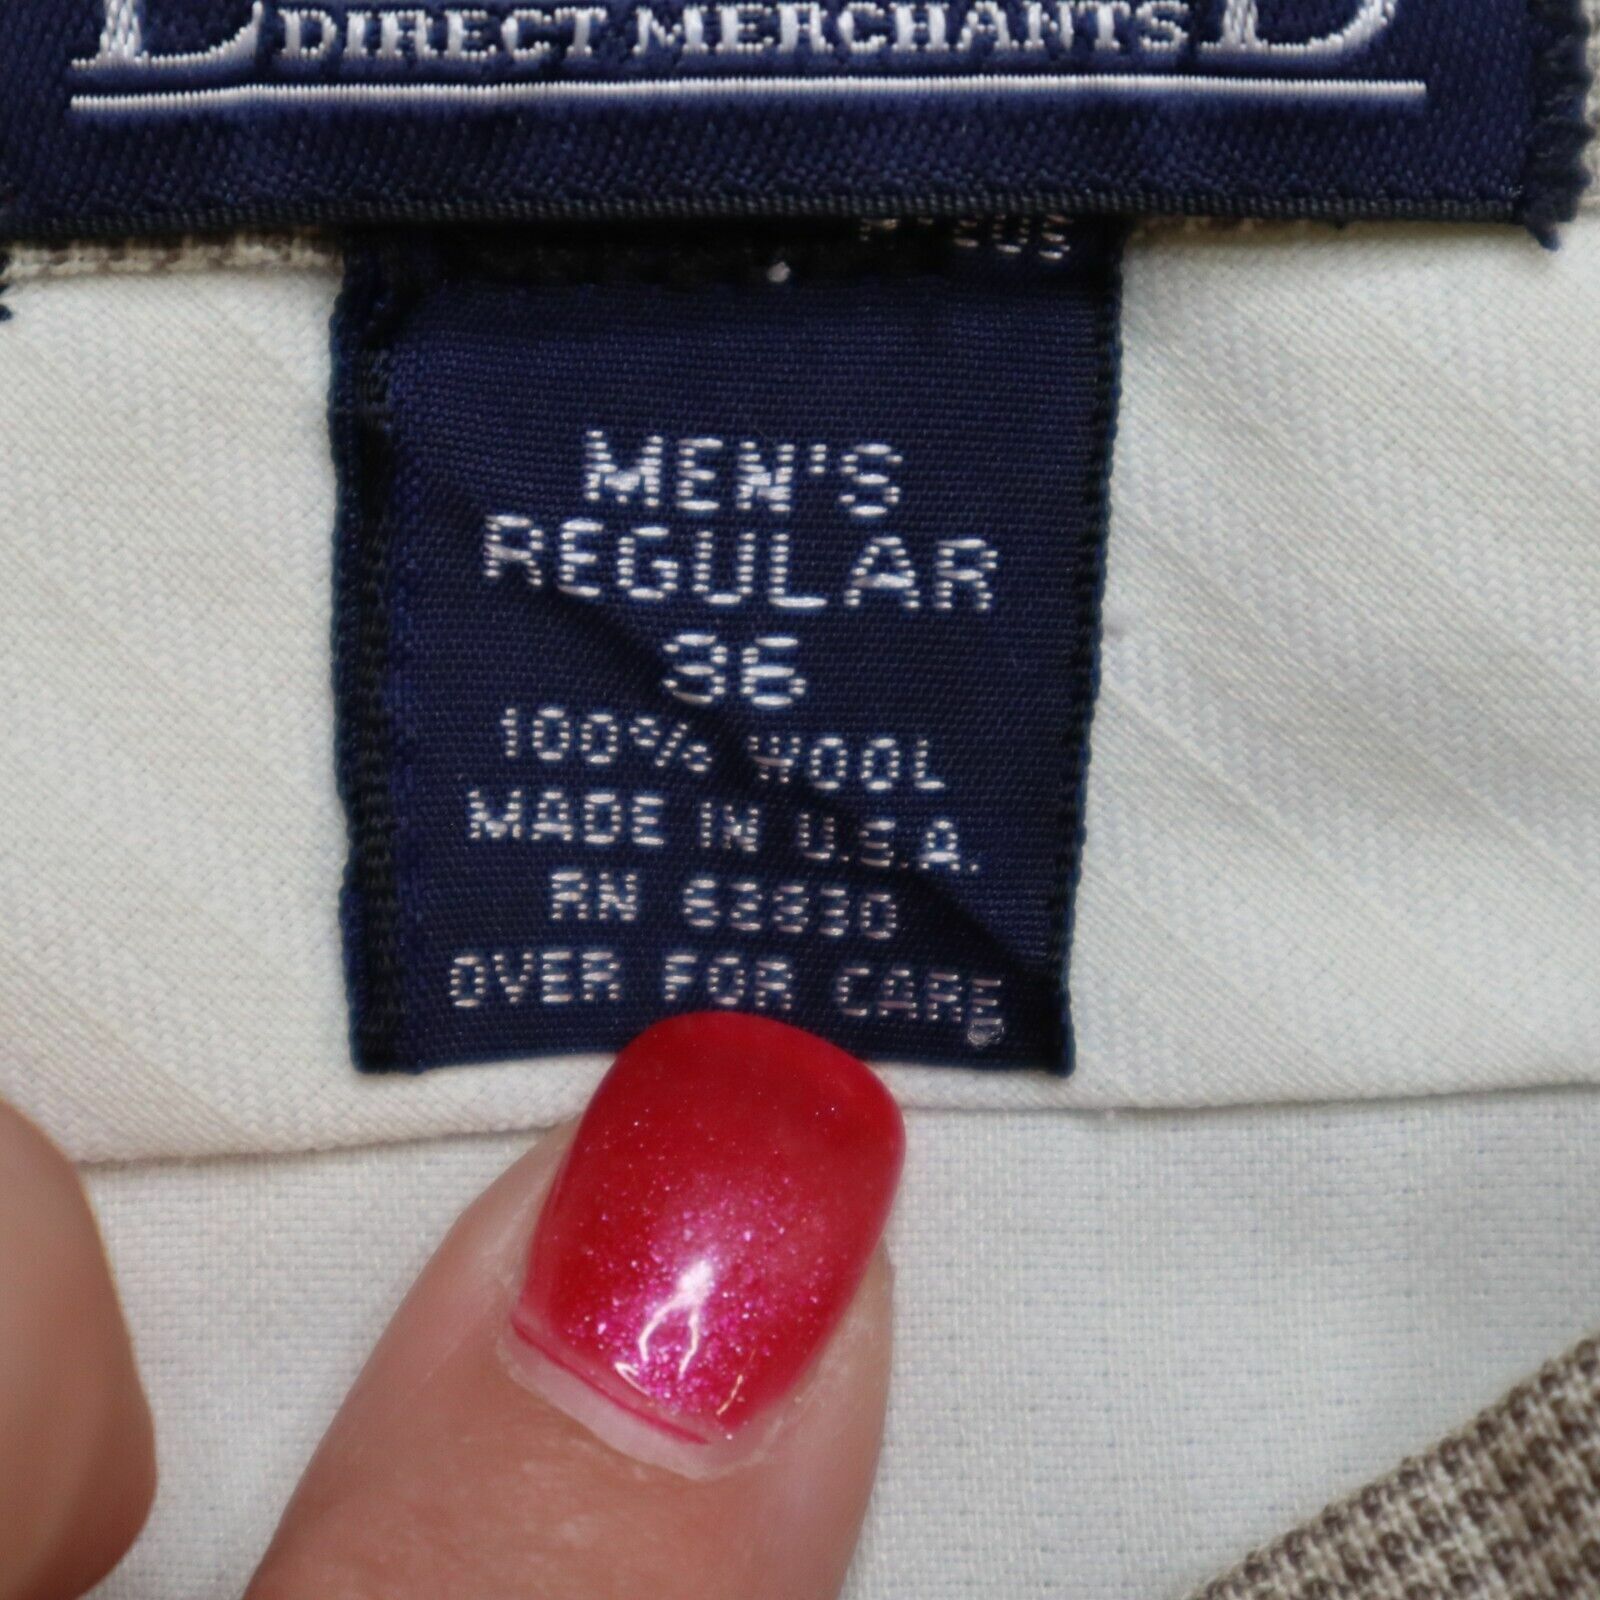 DIRECT MERCHANTS
MEN'S
REGULAR
36
100% WOOL
MADE IN U.S.A.
RN 62830
OVER FOR CARE